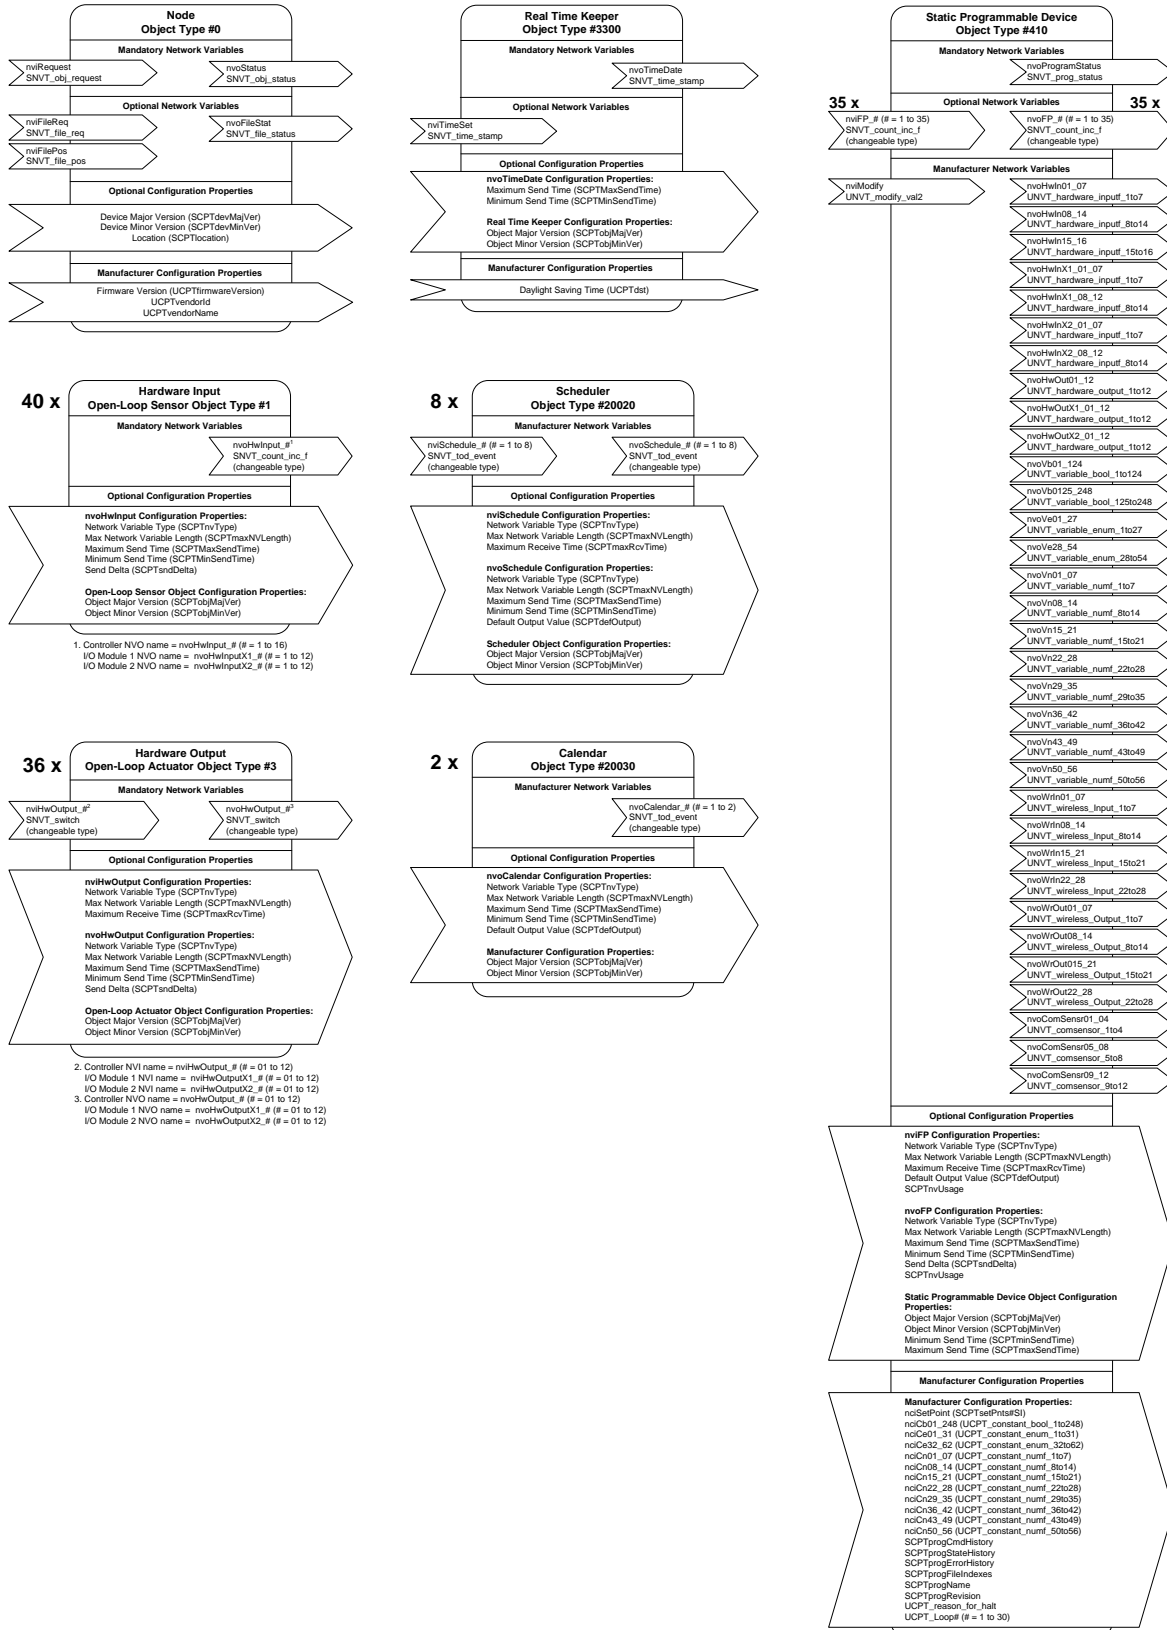 Node
Object Type #0
Mandatory Network Variables
nviRequest
SNVT_obj_request
nvoStatus
SNVT_obj_status
Optional Network Variables
nviFileReq
SNVT_file_req
nvoFileStat
SNVT_file_status
nviFilePos
SNVT_file_pos
Optional Configuration Properties
Device Major Version (SCPTdevMajVer)
Device Minor Version (SCPTdevMinVer)
Location (SCPTlocation)
Manufacturer Configuration Properties
Firmware Version (UCPTfirmwareVersion)
UCPTvendorId
UCPTvendorName
40 x
Hardware Input
Open-Loop Sensor Object Type #1
Mandatory Network Variables
nvoHwInput_#1
SNVT_count_inc_f
(changeable type)
Optional Configuration Properties
nvoHwInput Configuration Properties:
Network Variable Type (SCPTnvType)
Max Network Variable Length (SCPTmaxNVLength)
Maximum Send Time (SCPTMaxSendTime)
Minimum Send Time (SCPTMinSendTime)
Send Delta (SCPTsndDelta)
Open-Loop Sensor Object Configuration Properties:
Object Major Version (SCPTobjMajVer)
Object Minor Version (SCPTobjMinVer)
1. Controller NVO name = nvoHwInput_# (# = 1 to 16)
I/O Module 1 NVO name = nvoHwInputX1_# (# = 1 to 12)
I/O Module 2 NVO name = nvoHwInputX2_# (# = 1 to 12)
36 x
Hardware Output
Open-Loop Actuator Object Type #3
Mandatory Network Variables
nviHwOutput_#2
SNVT_switch
(changeable type)
nvoHwOutput_#3
SNVT_switch
(changeable type)
Optional Configuration Properties
nviHwOutput Configuration Properties:
Network Variable Type (SCPTnvType)
Max Network Variable Length (SCPTmaxNVLength)
Maximum Receive Time (SCPTmaxRcvTime)
nvoHwOutput Configuration Properties:
Network Variable Type (SCPTnvType)
Max Network Variable Length (SCPTmaxNVLength)
Maximum Send Time (SCPTMaxSendTime)
Minimum Send Time (SCPTMinSendTime)
Send Delta (SCPTsndDelta)
Open-Loop Actuator Object Configuration Properties:
Object Major Version (SCPTobjMajVer)
Object Minor Version (SCPTobjMinVer)
2. Controller NVI name = nviHwOutput_# (# = 01 to 12)
I/O Module 1 NVI name = nviHwOutputX1_# (# = 01 to 12)
I/O Module 2 NVI name = nviHwOutputX2_# (# = 01 to 12)
3. Controller NVO name = nvoHwOutput_# (# = 01 to 12)
I/O Module 1 NVO name = nvoHwOutputX1_# (# = 01 to 12)
I/O Module 2 NVO name = nvoHwOutputX2_# (# = 01 to 12)
Real Time Keeper
Object Type #3300
Mandatory Network Variables
nvoTimeDate
SNVT_time_stamp
Optional Network Variables
nviTimeSet
SNVT_time_stamp
Optional Configuration Properties
nvoTimeDate Configuration Properties:
Maximum Send Time (SCPTMaxSendTime)
Minimum Send Time (SCPTMinSendTime)
Real Time Keeper Configuration Properties:
Object Major Version (SCPTobjMajVer)
Object Minor Version (SCPTobjMinVer)
Manufacturer Configuration Properties
Daylight Saving Time (UCPTdst)
8 x
Scheduler
Object Type #20020
Manufacturer Network Variables
nviSchedule_# (# = 1 to 8)
SNVT_tod_event
(changeable type)
nvoSchedule_# (# = 1 to 8)
SNVT_tod_event
(changeable type)
Optional Configuration Properties
nviSchedule Configuration Properties:
Network Variable Type (SCPTnvType)
Max Network Variable Length (SCPTmaxNVLength)
Maximum Receive Time (SCPTmaxRcvTime)
nvoSchedule Configuration Properties:
Network Variable Type (SCPTnvType)
Max Network Variable Length (SCPTmaxNVLength)
Maximum Send Time (SCPTMaxSendTime)
Minimum Send Time (SCPTMinSendTime)
Default Output Value (SCPTdefOutput)
Scheduler Object Configuration Properties:
Object Major Version (SCPTobjMajVer)
Object Minor Version (SCPTobjMinVer)
2 x
Calendar
Object Type #20030
Manufacturer Network Variables
nvoCalendar_# (# = 1 to 2)
SNVT_tod_event
(changeable type)
Optional Configuration Properties
nvoCalendar Configuration Properties:
Network Variable Type (SCPTnvType)
Max Network Variable Length (SCPTmaxNVLength)
Maximum Send Time (SCPTMaxSendTime)
Minimum Send Time (SCPTMinSendTime)
Default Output Value (SCPTdefOutput)
Manufacturer Configuration Properties:
Object Major Version (SCPTobjMajVer)
Object Minor Version (SCPTobjMinVer)
Static Programmable Device
Object Type #410
Mandatory Network Variables
nvoProgramStatus
SNVT_prog_status
35 x
Optional Network Variables
35 x
nviFP_# (# = 1 to 35)
SNVT_count_inc_f
(changeable type)
nvoFP_# (# = 1 to 35)
SNVT_count_inc_f
(changeable type)
Manufacturer Network Variables
nviModify
UNVT_modify_val2
nvoHwIn01_07
UNVT_hardware_inputf_1to7
nvoHwIn08_14
UNVT_hardware_inputf_8to14
nvoHwIn15_16
UNVT_hardware_inputf_15to16
nvoHwInX1_01_07
UNVT_hardware_inputf_1to7
nvoHwInX1_08_12
UNVT_hardware_inputf_8to14
nvoHwInX2_01_07
UNVT_hardware_inputf_1to7
nvoHwInX2_08_12
UNVT_hardware_inputf_8to14
nvoHwOut01_12
UNVT_hardware_output_1to12
nvoHwOutX1_01_12
UNVT_hardware_output_1to12
nvoHwOutX2_01_12
UNVT_hardware_output_1to12
nvoVb01_124
UNVT_variable_bool_1to124
nvoVb0125_248
UNVT_variable_bool_125to248
nvoVe01_27
UNVT_variable_enum_1to27
nvoVe28_54
UNVT_variable_enum_28to54
nvoVn01_07
UNVT_variable_numf_1to7
nvoVn08_14
UNVT_variable_numf_8to14
nvoVn15_21
UNVT_variable_numf_15to21
nvoVn22_28
UNVT_variable_numf_22to28
nvoVn29_35
UNVT_variable_numf_29to35
nvoVn36_42
UNVT_variable_numf_36to42
nvoVn43_49
UNVT_variable_numf_43to49
nvoVn50_56
UNVT_variable_numf_50to56
nvoWrIn01_07
UNVT_wireless_Input_1to7
nvoWrIn08_14
UNVT_wireless_Input_8to14
nvoWrIn15_21
UNVT_wireless_Input_15to21
nvoWrIn22_28
UNVT_wireless_Input_22to28
nvoWrOut01_07
UNVT_wireless_Output_1to7
nvoWrOut08_14
UNVT_wireless_Output_8to14
nvoWrOut015_21
UNVT_wireless_Output_15to21
nvoWrOut22_28
UNVT_wireless_Output_22to28
nvoComSensr01_04
UNVT_comsensor_1to4
nvoComSensr05_08
UNVT_comsensor_5to8
nvoComSensr09_12
UNVT_comsensor_9to12
Optional Configuration Properties
nviFP Configuration Properties:
Network Variable Type (SCPTnvType)
Max Network Variable Length (SCPTmaxNVLength)
Maximum Receive Time (SCPTmaxRcvTime)
Default Output Value (SCPTdefOutput)
SCPTnvUsage
nvoFP Configuration Properties:
Network Variable Type (SCPTnvType)
Max Network Variable Length (SCPTmaxNVLength)
Maximum Send Time (SCPTMaxSendTime)
Minimum Send Time (SCPTMinSendTime)
Send Delta (SCPTsndDelta)
SCPTnvUsage
Static Programmable Device Object Configuration
Properties:
Object Major Version (SCPTobjMajVer)
Object Minor Version (SCPTobjMinVer)
Minimum Send Time (SCPTminSendTime)
Maximum Send Time (SCPTmaxSendTime)
Manufacturer Configuration Properties
Manufacturer Configuration Properties:
nciSetPoint (SCPTsetPnts#SI)
nciCb01_248 (UCPT_constant_bool_1to248)
nciCe01_31 (UCPT_constant_enum_1to31)
nciCe32_62 (UCPT_constant_enum_32to62)
nciCn01_07 (UCPT_constant_numf_1to7)
nciCn08_14 (UCPT_constant_numf_8to14)
nciCn15_21 (UCPT_constant_numf_15to21)
nciCn22_28 (UCPT_constant_numf_22to28)
nciCn29_35 (UCPT_constant_numf_29to35)
nciCn36_42 (UCPT_constant_numf_36to42)
nciCn43_49 (UCPT_constant_numf_43to49)
nciCn50_56 (UCPT_constant_numf_50to56)
SCPTprogCmdHistory
SCPTprogStateHistory
SCPTprogErrorHistory
SCPTprogFileIndexes
SCPTprogName
SCPTprogRevision
UCPT_reason_for_halt
UCPT_Loop# (# = 1 to 30)